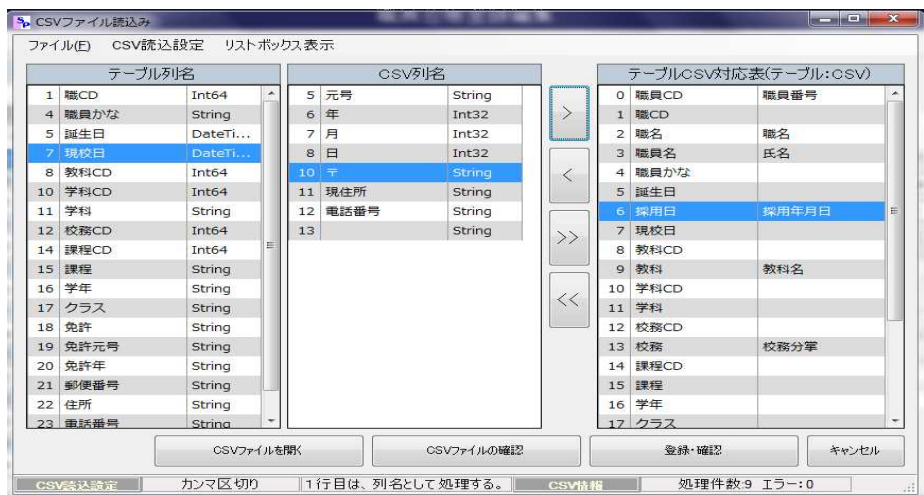 CSVファイル読込み
ファイル(F) CSV読込設定 リストボックス表示
テーブル列名
1 職CD Int64
4 職員かな String
5 誕生日 DateTi...
7 現校日 DateTi...
8 教科CD Int64
10 学科CD Int64
11 学科 String
12 校務CD Int64
14 課程CD Int64
15 課程 String
16 学年 String
17 クラス String
18 免許 String
19 免許元号 String
20 免許年 String
21 郵便番号 String
22 住所 String
23 電話番号 String
CSV列名
5 元号 String
6 年 Int32
7 月 Int32
8 日 Int32
10 〒 String
11 現住所 String
12 電話番号 String
13 String
>
<
>>
<<
テーブルCSV対応表(テーブル:CSV)
0 職員CD 職員番号
1 職CD
2 職名 職名
3 職員名 氏名
4 職員かな
5 誕生日
6 採用日 採用年月日
7 現校日
8 教科CD
9 教科 教科名
10 学科CD
11 学科
12 校務CD
13 校務 校務分掌
14 課程CD
15 課程
16 学年
17 クラス
CSVファイルを開く CSVファイルの確認 登録・確認 キャンセル
CSV読込設定 カンマ区切り 1行目は、列名として処理する。 CSV情報 処理件数:9 エラー:0